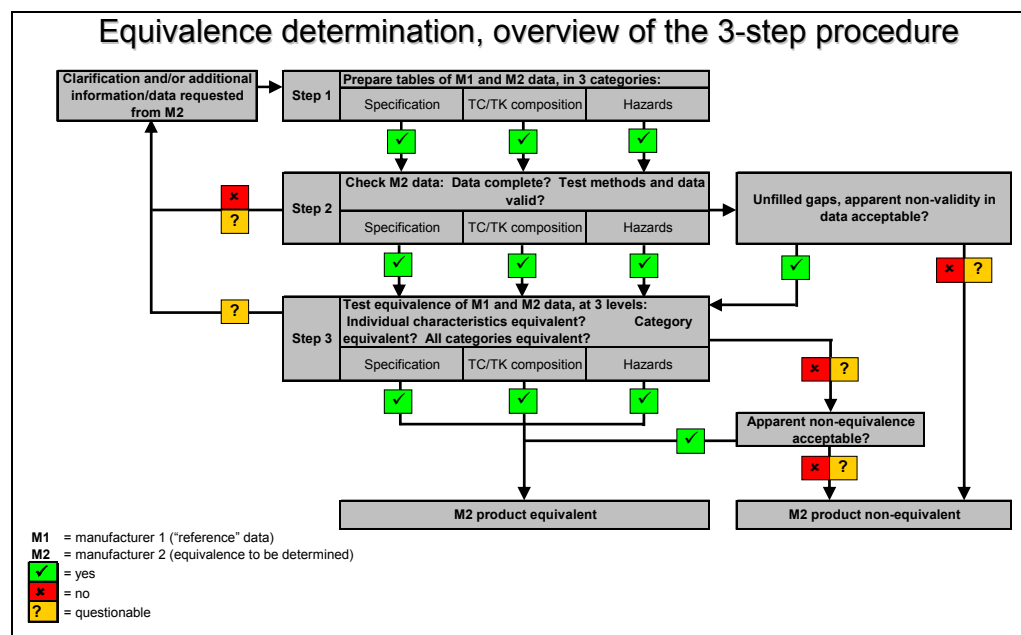 Equivalence determination, overview of the 3-step procedure
Clarification and/or additional
information/data requested
from M2
Step 1
Prepare tables of M1 and M2 data, in 3 categories:
Specification
TC/TK composition
Hazards
Step 2
Check M2 data: Data complete? Test methods and data
valid?
Specification
TC/TK composition
Hazards
Unfilled gaps, apparent non-validity in
data acceptable?
?
? 
?
Step 3
Test equivalence of M1 and M2 data, at 3 levels:
Individual characteristics equivalent? Category
equivalent? All categories equivalent?
Specification
TC/TK composition
Hazards
?
Apparent non-equivalence
acceptable?
?
M2 product equivalent
M2 product non-equivalent
M1 = manufacturer 1 (“reference” data)
M2 = manufacturer 2 (equivalence to be determined)
= yes
= no
? = questionable